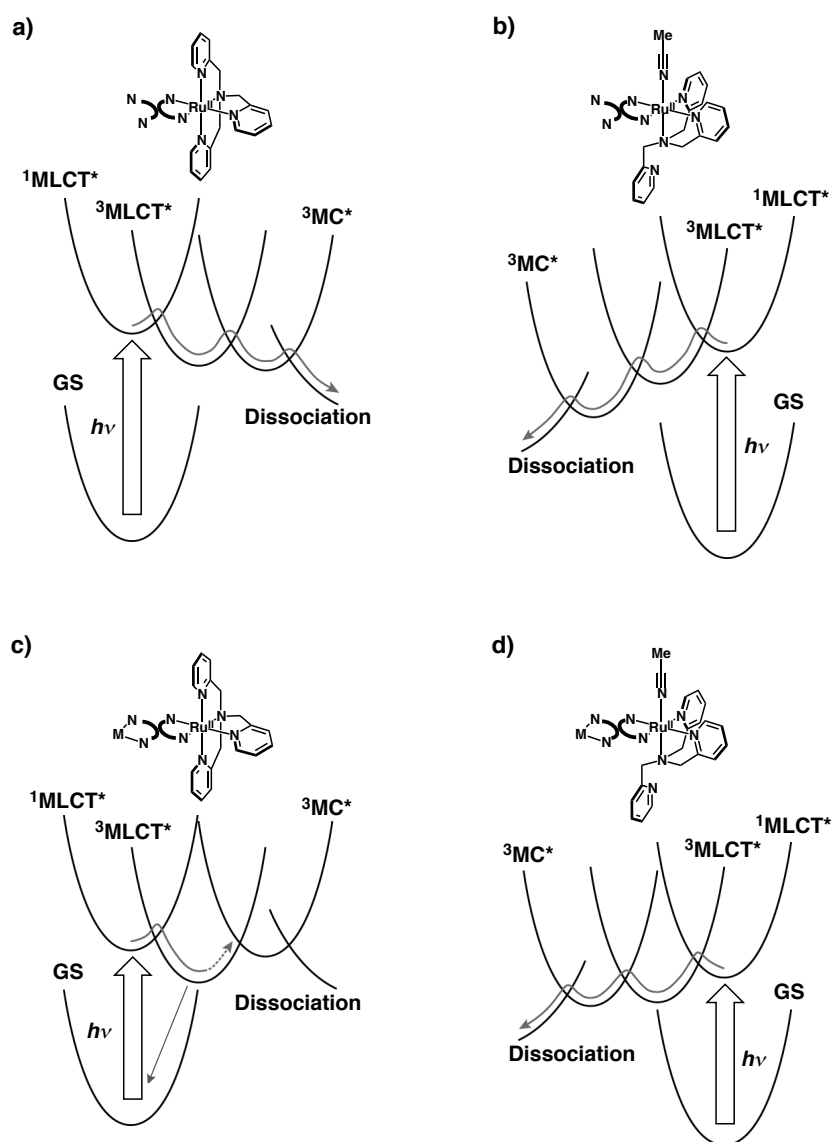 a)
N
N
N
N
Ru^II
N
N
N
N
¹MLCT*
³MLCT*
³MC*
GS
hν
Dissociation
b)
Me
N
N
N
N
N
Ru^II
N
N
N
N
¹MLCT*
³MLCT*
³MC*
GS
hν
Dissociation
c)
N
N
M
N
N
Ru^II
N
N
N
N
¹MLCT*
³MLCT*
³MC*
GS
hν
Dissociation
d)
Me
N
N
M
N
N
Ru^II
N
N
N
N
N
¹MLCT*
³MLCT*
³MC*
GS
hν
Dissociation